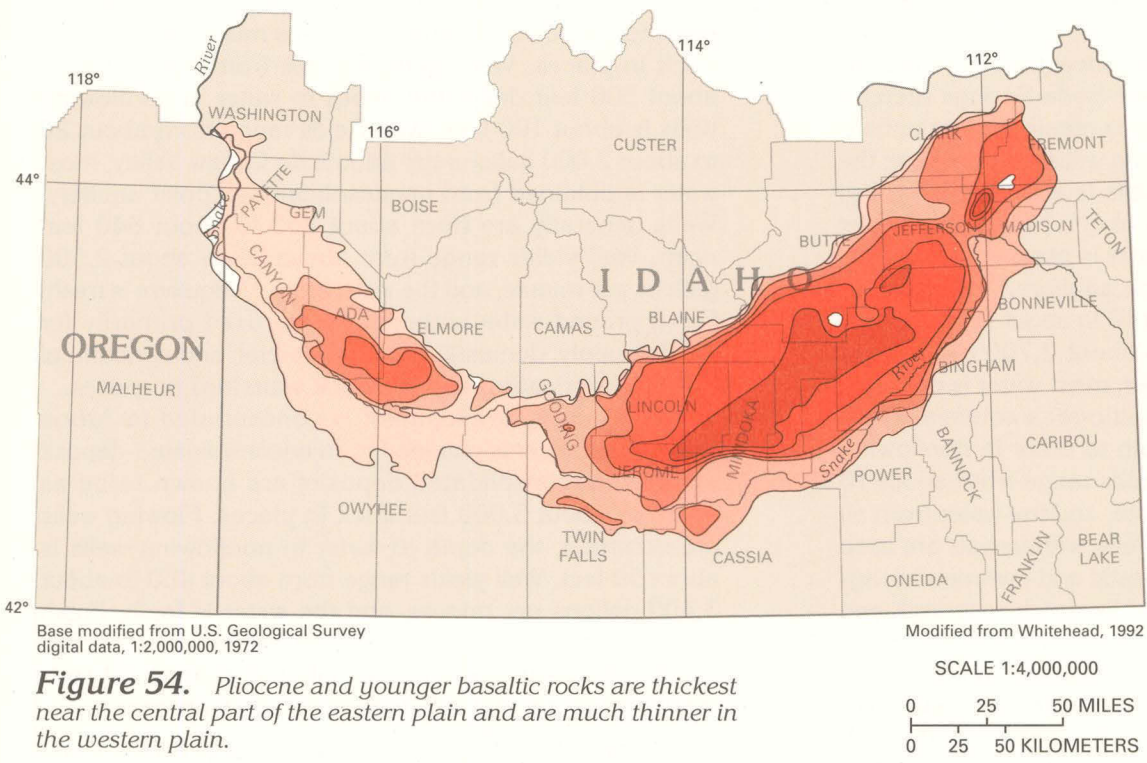 River
114°
112°
118°
WASHINGTON
116°
CUSTER
CLARK
FREMONT
44°
PAYETTE
Snake
GEM
BOISE
BUTTE
JEFFERSON
MADISON
TETON
CANYON
IDAHO
BONNEVILLE
ADA
ELMORE
CAMAS
BLAINE
OREGON
MALHEUR
River
BINGHAM
GOODING
LINCOLN
MINIDOKA
BANNOCK
CARIBOU
JEROME
Snake
POWER
OWYHEE
TWIN
FALLS
CASSIA
ONEIDA
FRANKLIN
BEAR
LAKE
42°
Base modified from U.S. Geological Survey
digital data, 1:2,000,000, 1972
Modified from Whitehead, 1992
SCALE 1:4,000,000
0 25 50 MILES
0 25 50 KILOMETERS
Figure 54. Pliocene and younger basaltic rocks are thickest
near the central part of the eastern plain and are much thinner in
the western plain.